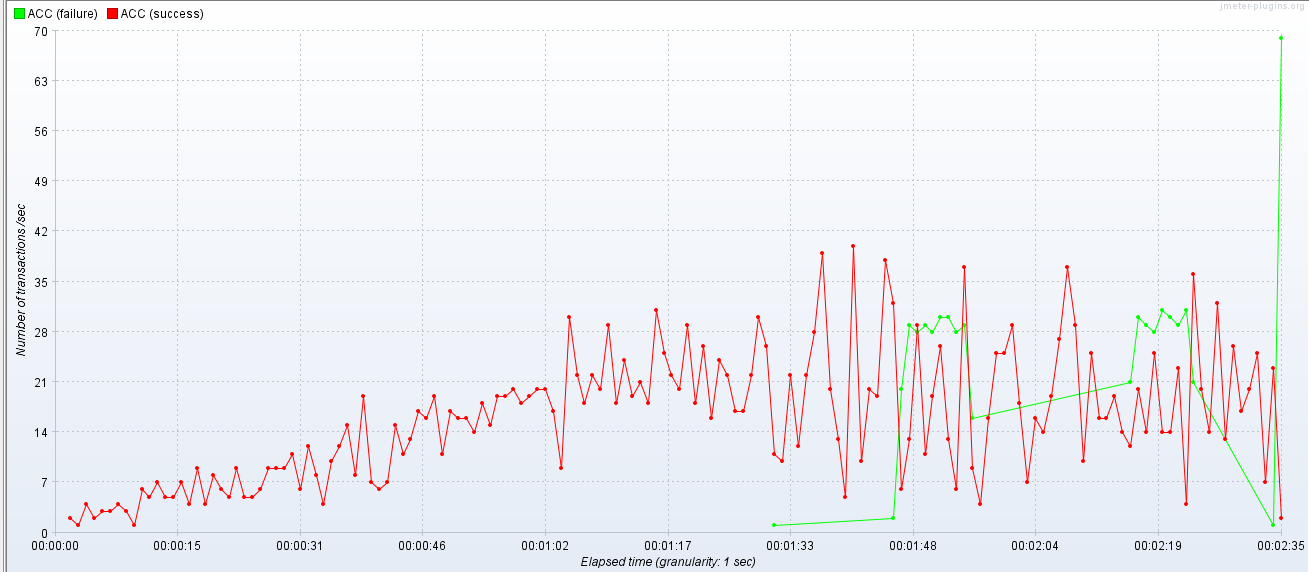 jmeter-plugins.org
ACC (failure) ACC (success)
70
63
56
49
42
35
28
21
14
7
0
Number of transactions /sec
00:00:00 00:00:15 00:00:31 00:00:46 00:01:02 00:01:17 00:01:33 00:01:48 00:02:04 00:02:19 00:02:35
Elapsed time (granularity: 1 sec)